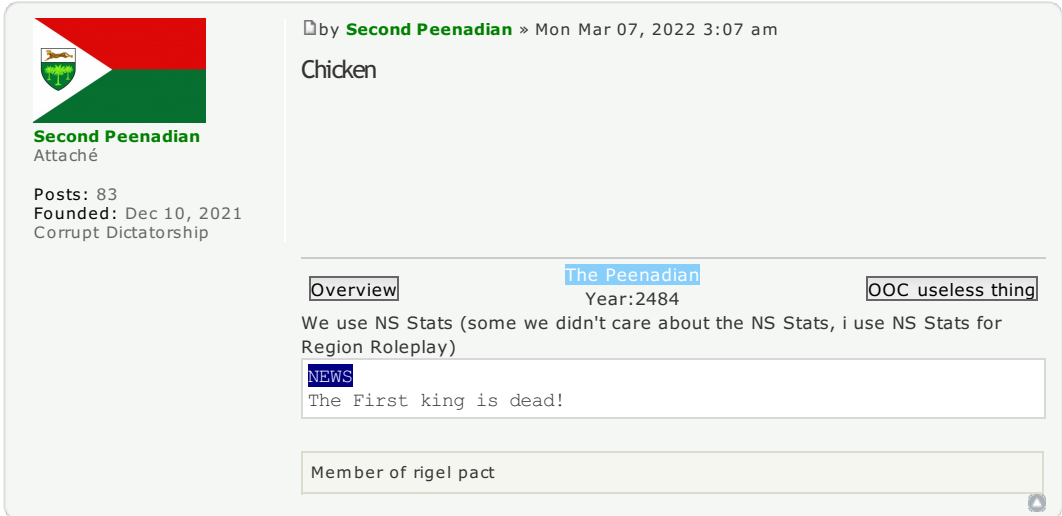 Second Peenadian
Attaché
Posts: 83
Founded: Dec 10, 2021
Corrupt Dictatorship
by Second Peenadian » Mon Mar 07, 2022 3:07 am
Chicken
Overview
The Peenadian
Year:2484
OOC useless thing
We use NS Stats (some we didn't care about the NS Stats, i use NS Stats for
Region Roleplay)
NEWS
The First king is dead!
Member of rigel pact